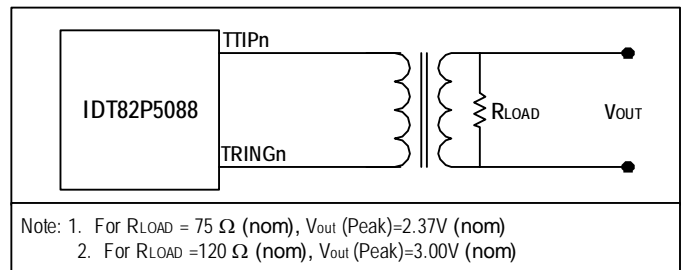 TTIPn
IDT82P5088
RLOAD
VOUT
TRINGn
Note: 1. For RLOAD = 75 Ω (nom), Vout (Peak)=2.37V (nom)
2. For RLOAD =120 Ω (nom), Vout (Peak)=3.00V (nom)